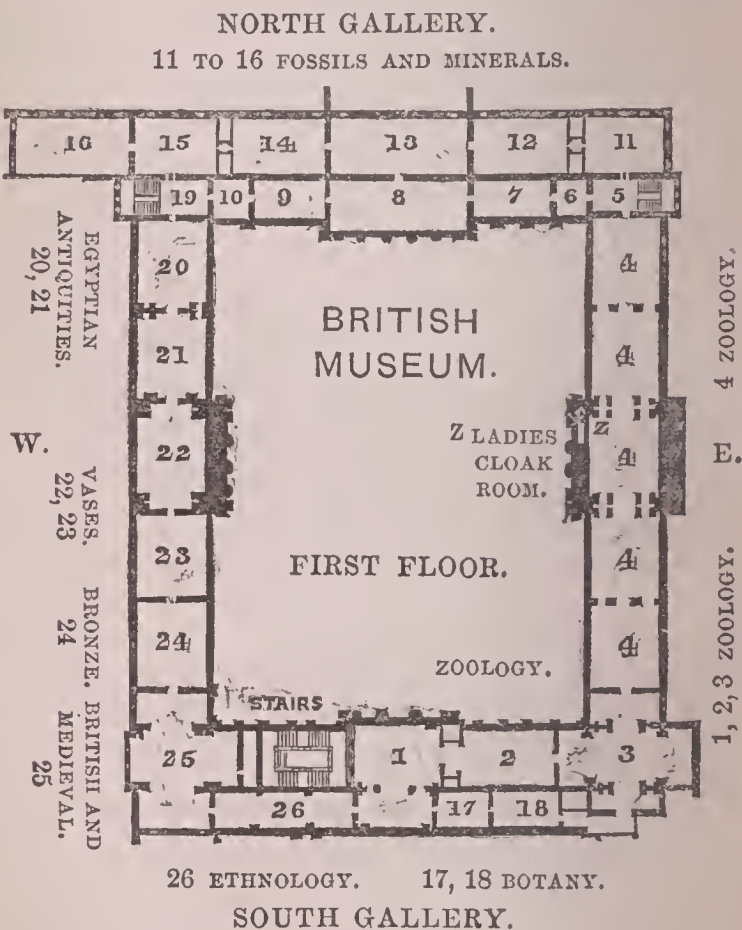 NORTH GALLERY.
11 TO 16 FOSSILS AND MINERALS.
16 15 14 13 12 11
19 10 9 8 7 6 5
EGYPTIAN
ANTIQUITIES.
20, 21
20
21
22
23
24
25
W.
VASES.
22, 23
BRONZE.
24
BRITISH AND
MEDIEVAL.
25
BRITISH
MUSEUM.
Z LADIES
CLOAK
ROOM.
FIRST FLOOR.
ZOOLOGY.
STAIRS
4
4
Z
4
4
4
4 ZOOLOGY.
E.
1, 2, 3 ZOOLOGY.
1 2 3
26 17 18
26 ETHNOLOGY. 17, 18 BOTANY.
SOUTH GALLERY.